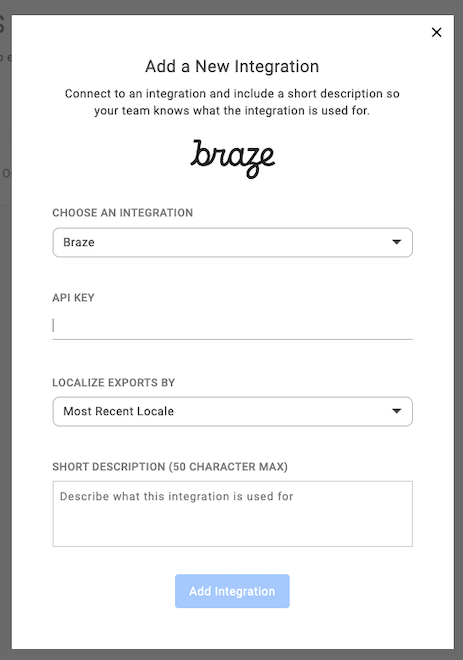 Add a New Integration
Connect to an integration and include a short description so
your team knows what the integration is used for.
braze
CHOOSE AN INTEGRATION
Braze
API KEY
LOCALIZE EXPORTS BY
Most Recent Locale
SHORT DESCRIPTION (50 CHARACTER MAX)
Describe what this integration is used for
Add Integration